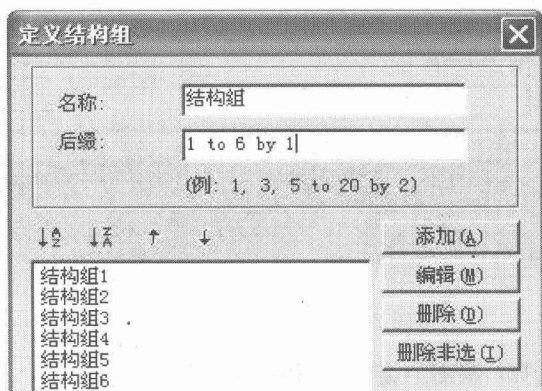 定义结构组
名称: 结构组
后缀: 1 to 6 by 1
(例: 1, 3, 5 to 20 by 2)
添加(A)
结构组1
编辑(M)
结构组2
结构组3
删除(D)
结构组4
删除非选(I)
结构组5
结构组6